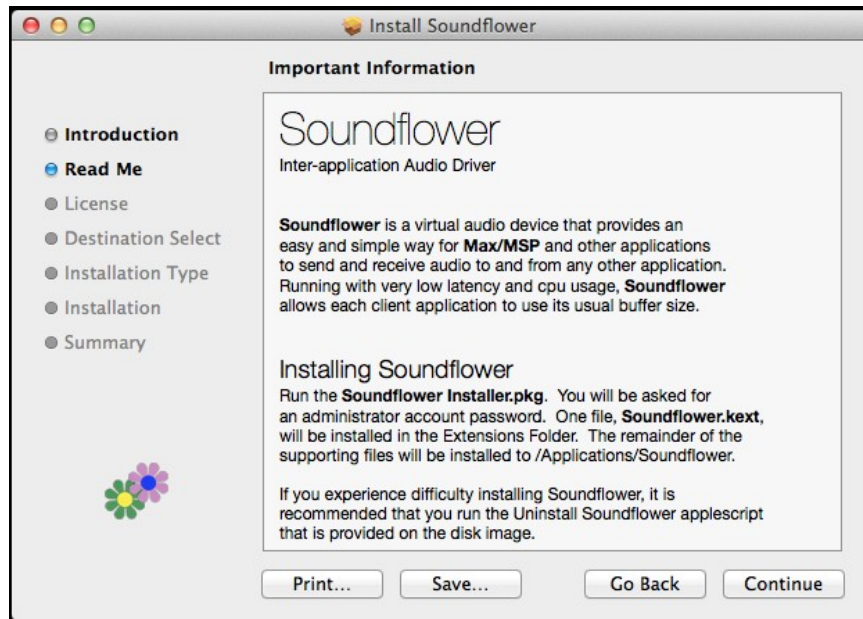 Install Soundflower
Important Information
Introduction
Read Me
License
Destination Select
Installation Type
Installation
Summary
Soundflower
Inter-application Audio Driver
Soundflower is a virtual audio device that provides an
easy and simple way for Max/MSP and other applications
to send and receive audio to and from any other application.
Running with very low latency and cpu usage, Soundflower
allows each client application to use its usual buffer size.
Installing Soundflower
Run the Soundflower Installer.pkg. You will be asked for
an administrator account password. One file, Soundflower.kext,
will be installed in the Extensions Folder. The remainder of the
supporting files will be installed to /Applications/Soundflower.
If you experience difficulty installing Soundflower, it is
recommended that you run the Uninstall Soundflower applescript
that is provided on the disk image.
Print... Save... Go Back Continue